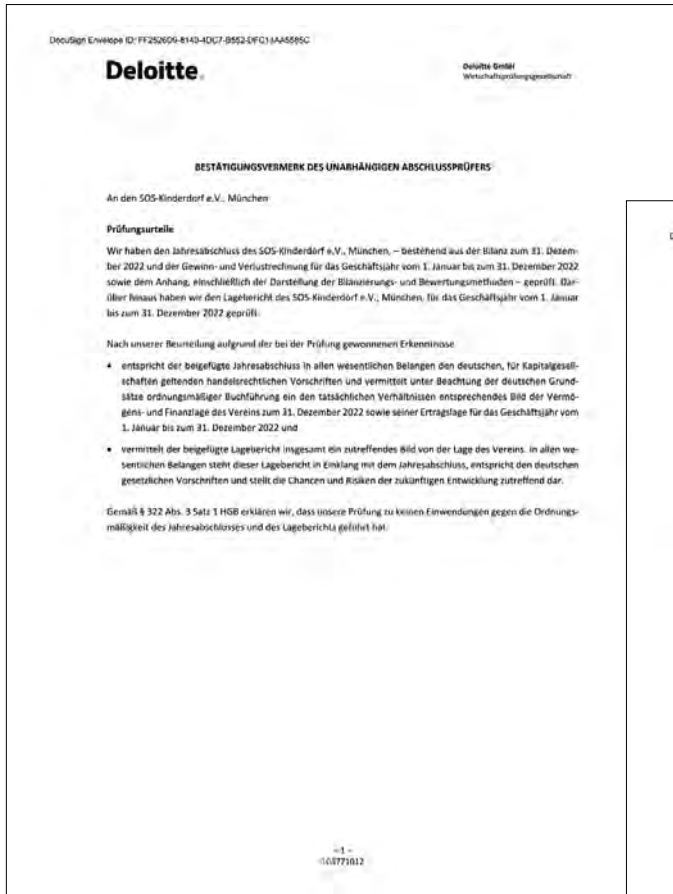 DocuSign Envelope ID:
Deloitte.
Deloitte GmbH
Wirtschaftsprüfungsgesellschaft
BESTÄTIGUNGSVERMERK DES UNABHÄNGIGEN ABSCHLUSSPRÜFERS
An den SOS-Kinderdorf e.V., München
Prüfungsurteile
Wir haben den Jahresabschluss des SOS-Kinderdorf e.V., München, – bestehend aus der Bilanz zum 31. Dezem-
ber 2022 und der Gewinn- und Verlustrechnung für das Geschäftsjahr vom 1. Januar bis zum 31. Dezember 2022
sowie dem Anhang, einschließlich der Darstellung der Bilanzierungs- und Bewertungsmethoden – geprüft. Dar-
über hinaus haben wir den Lagebericht des SOS-Kinderdorf e.V., München, für das Geschäftsjahr vom 1. Januar
bis zum 31. Dezember 2022 geprüft.
Nach unserer Beurteilung aufgrund der bei der Prüfung gewonnenen Erkenntnisse
• entspricht der beigefügte Jahresabschluss in allen wesentlichen Belangen den deutschen, für Kapitalgesell-
schaften geltenden handelsrechtlichen Vorschriften und vermittelt unter Beachtung der deutschen Grund-
sätze ordnungsmäßiger Buchführung ein den tatsächlichen Verhältnissen entsprechendes Bild der Vermö-
gens- und Finanzlage des Vereins zum 31. Dezember 2022 sowie seiner Ertragslage für das Geschäftsjahr vom
1. Januar bis zum 31. Dezember 2022 und
• vermittelt der beigefügte Lagebericht insgesamt ein zutreffendes Bild von der Lage des Vereins. In allen we-
sentlichen Belangen steht dieser Lagebericht in Einklang mit dem Jahresabschluss, entspricht den deutschen
gesetzlichen Vorschriften und stellt die Chancen und Risiken der zukünftigen Entwicklung zutreffend dar.
Gemäß § 322 Abs. 3 Satz 1 HGB erklären wir, dass unsere Prüfung zu keinen Einwendungen gegen die Ordnungs-
mäßigkeit des Jahresabschlusses und des Lageberichts geführt hat.
– 1 –